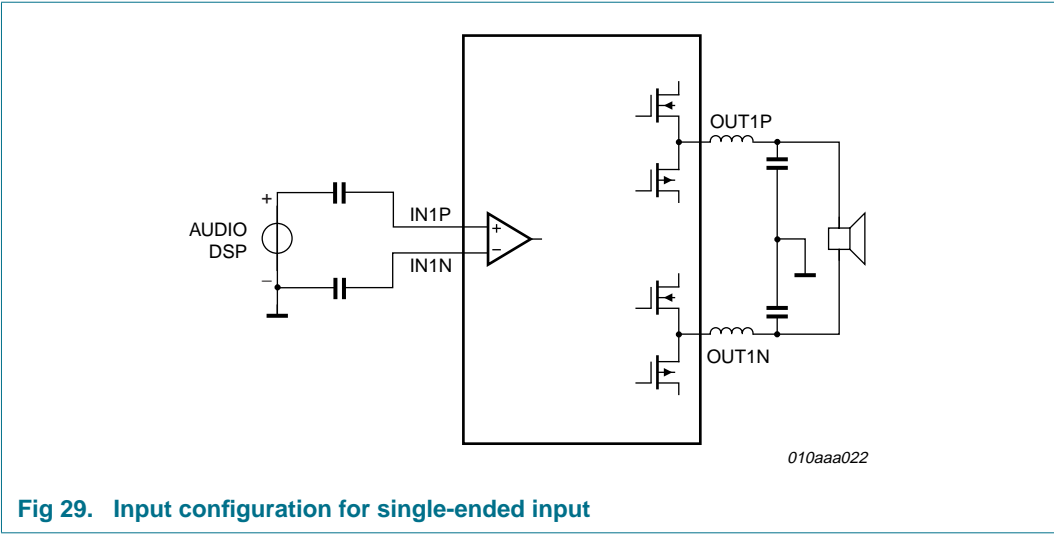 OUT1P
+
AUDIO
DSP
−
IN1P
+
−
IN1N
OUT1N
010aaa022
Fig 29. Input configuration for single-ended input